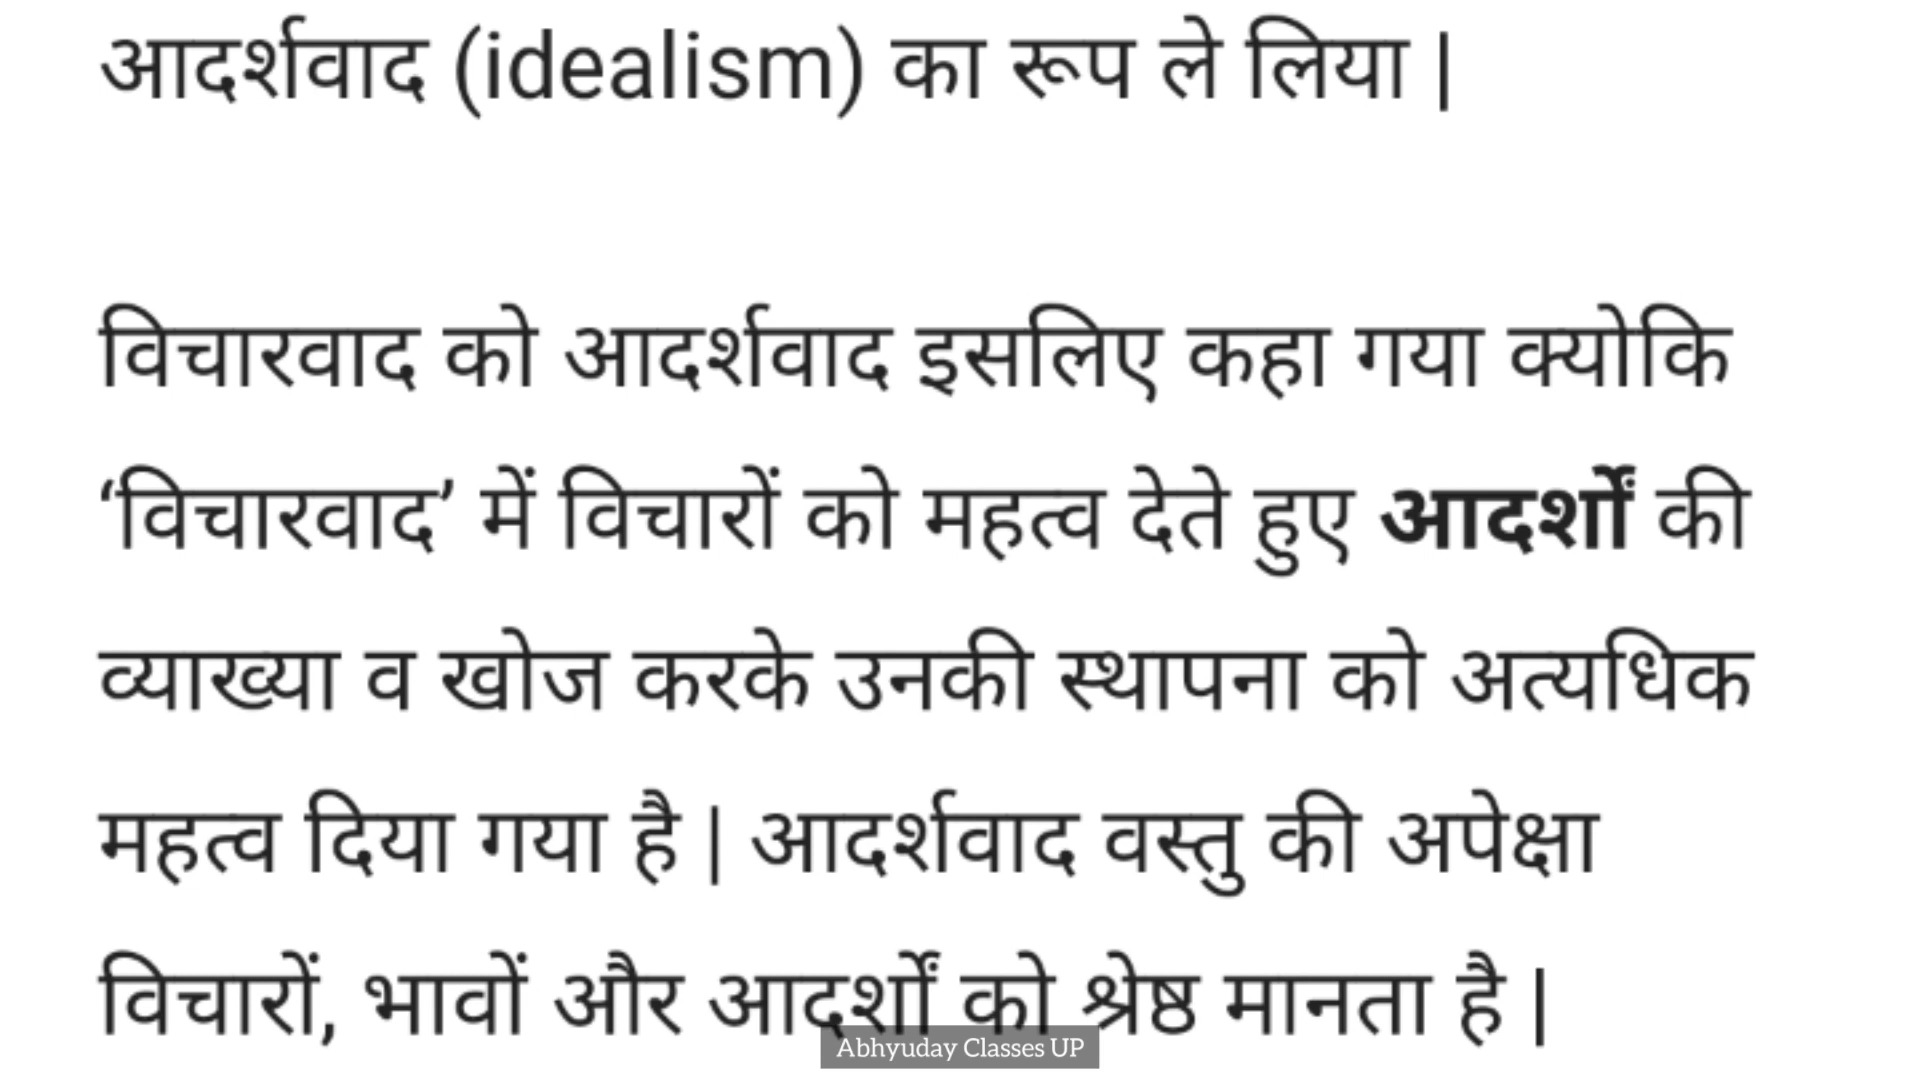 आदर्शवाद (idealism) का रूप ले लिया |
विचारवाद को आदर्शवाद इसलिए कहा गया क्योकि
‘विचारवाद’ में विचारों को महत्व देते हुए आदर्शों की
व्याख्या व खोज करके उनकी स्थापना को अत्यधिक
महत्व दिया गया है | आदर्शवाद वस्तु की अपेक्षा
विचारों, भावों और आदर्शों को श्रेष्ठ मानता है |
Abhyuday Classes UP